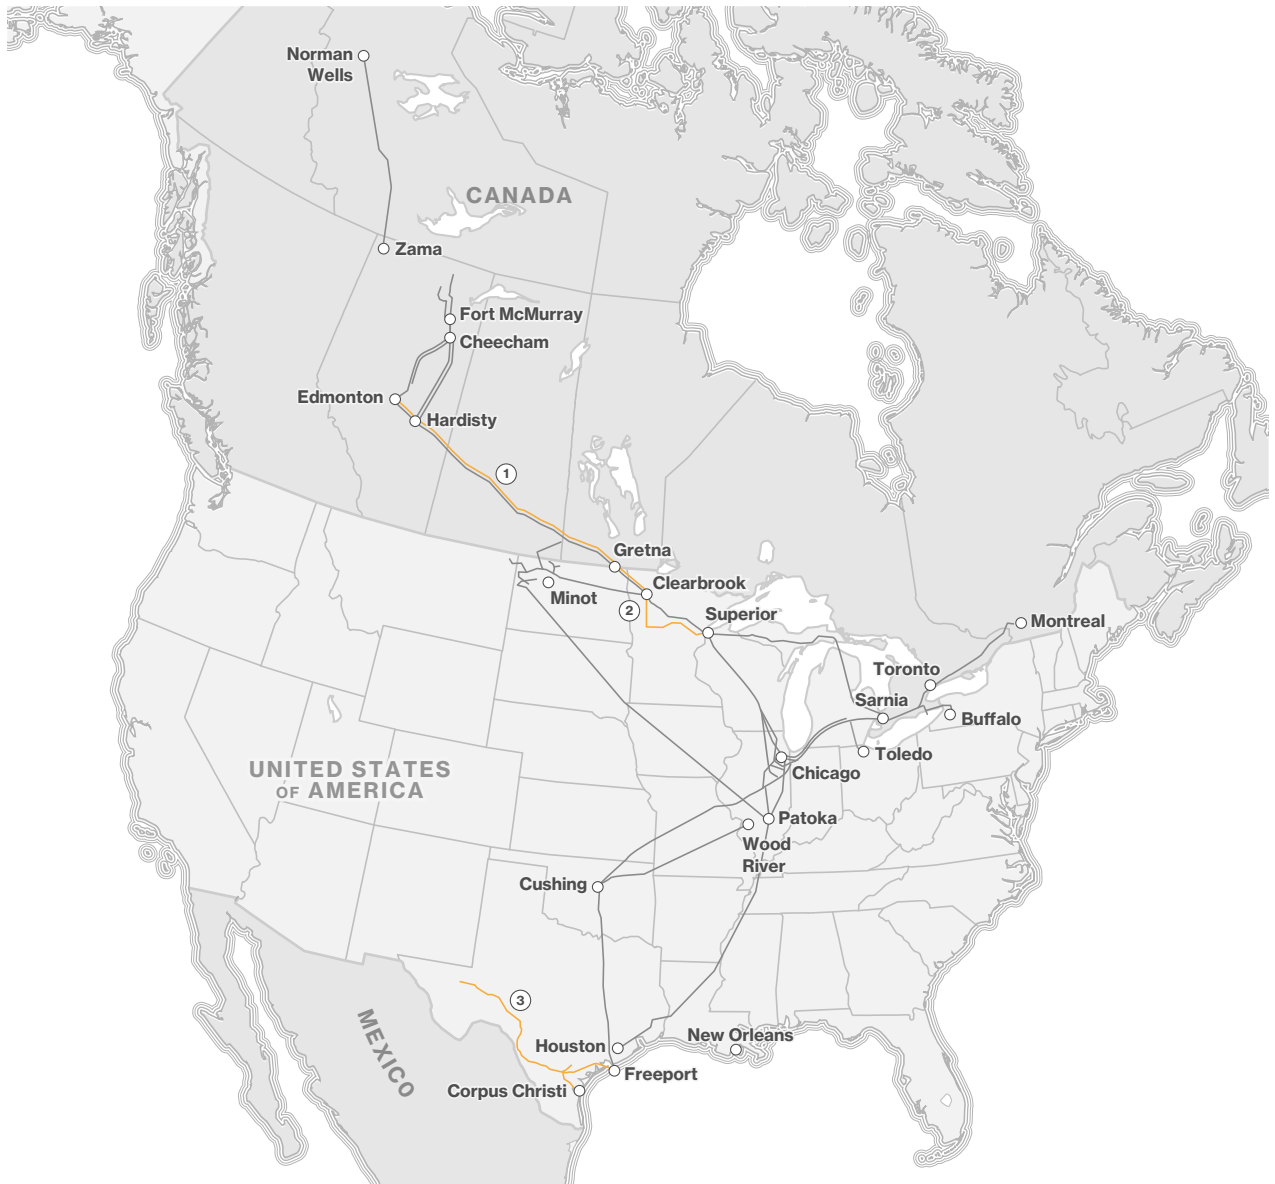 Norman
Wells
CANADA
Zama
Fort McMurray
Cheecham
Edmonton
Hardisty
1
Gretna
Clearbrook
Minot
2
Superior
Montreal
Toronto
Sarnia
Buffalo
Toledo
UNITED STATES
OF AMERICA
Chicago
Patoka
Wood
River
Cushing
3
MEXICO
Houston
New Orleans
Freeport
Corpus Christi